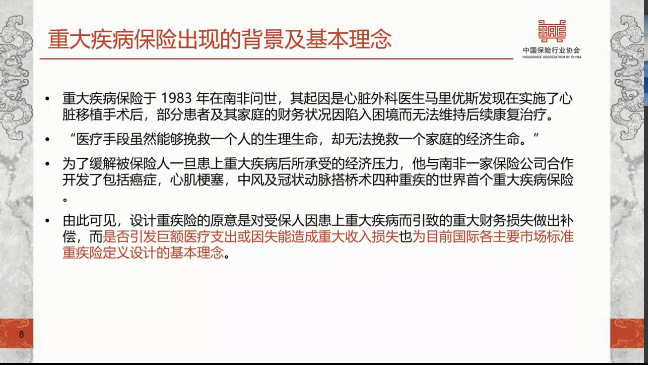 重大疾病保险出现的背景及基本理念
中国保险行业协会
INSURANCE ASSOCIATION OF CHINA
• 重大疾病保险于 1983 年在南非问世，其起因是心脏外科医生马里优斯发现在实施了心
脏移植手术后，部分患者及其家庭的财务状况因陷入困境而无法维持后续康复治疗。
• “医疗手段虽然能够挽救一个人的生理生命，却无法挽救一个家庭的经济生命。”
• 为了缓解被保险人一旦患上重大疾病后所承受的经济压力，他与南非一家保险公司合作
开发了包括癌症，心肌梗塞，中风及冠状动脉搭桥术四种重疾的世界首个重大疾病保险
。
• 由此可见，设计重疾险的原意是对受保人因患上重大疾病而引致的重大财务损失做出补
偿，而是否引发巨额医疗支出或因失能造成重大收入损失也为目前国际各主要市场标准
重疾险定义设计的基本理念。
8